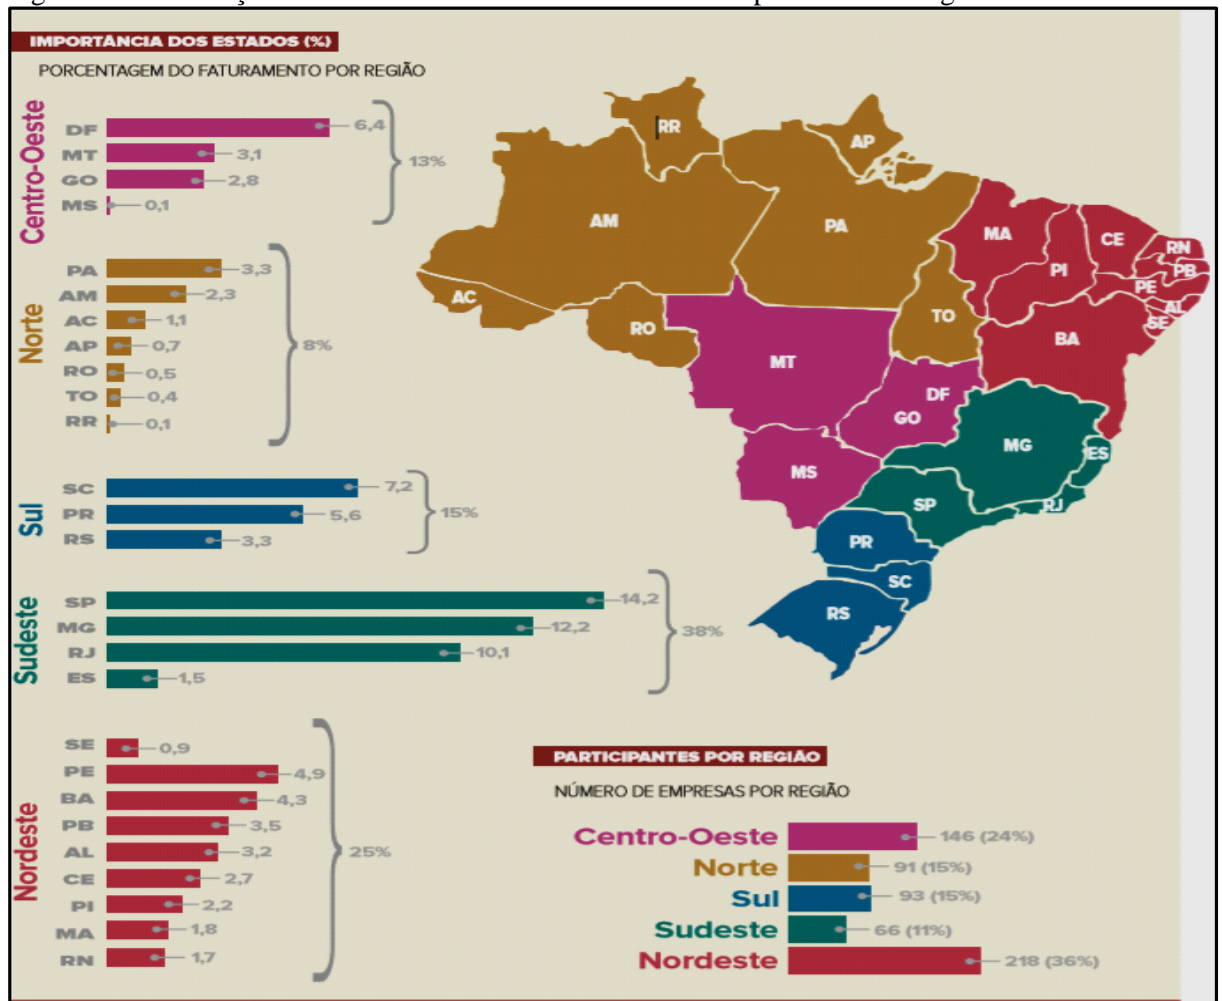 IMPORTÂNCIA DOS ESTADOS (%)
PORCENTAGEM DO FATURAMENTO POR REGIÃO
Centro-Oeste
DF 6,4
MT 3,1
GO 2,8
MS 0,1
13%
Norte
PA 3,3
AM 2,3
AC 1,1
AP 0,7
RO 0,5
TO 0,4
RR 0,1
8%
Sul
SC 7,2
PR 5,6
RS 3,3
15%
Sudeste
SP 14,2
MG 12,2
RJ 10,1
ES 1,5
38%
Nordeste
SE 0,9
PE 4,9
BA 4,3
PB 3,5
AL 3,2
CE 2,7
PI 2,2
MA 1,8
RN 1,7
25%
RR
AP
AM
PA
MA
CE
RN
PI
PB
PE
AC
AL
TO
SE
RO
BA
MT
DF
GO
MG
ES
MS
SP
RJ
PR
SC
RS
PARTICIPANTES POR REGIÃO
NÚMERO DE EMPRESAS POR REGIÃO
Centro-Oeste 146 (24%)
Norte 91 (15%)
Sul 93 (15%)
Sudeste 66 (11%)
Nordeste 218 (36%)